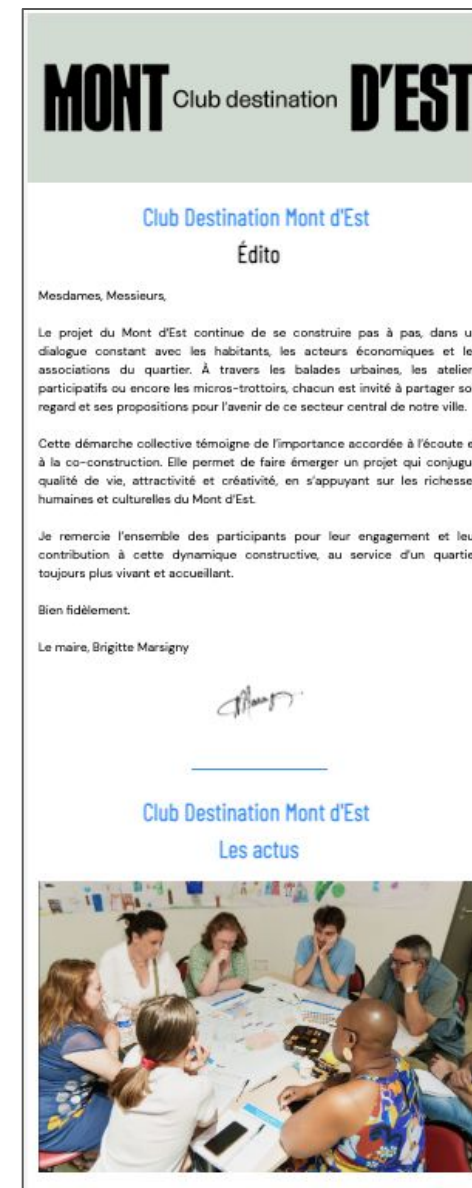 MONT Club destination D'EST
Club Destination Mont d'Est
Édito
Mesdames, Messieurs,
Le projet du Mont d'Est continue de se construire pas à pas, dans u
dialogue constant avec les habitants, les acteurs économiques et le
associations du quartier. À travers les balades urbaines, les atelier
participatifs ou encore les micros-trottoirs, chacun est invité à partager so
regard et ses propositions pour l'avenir de ce secteur central de notre ville.
Cette démarche collective témoigne de l'importance accordée à l'écoute e
à la co-construction. Elle permet de faire émerger un projet qui conjugu
qualité de vie, attractivité et créativité, en s'appuyant sur les richesse
humaines et culturelles du Mont d'Est.
Je remercie l'ensemble des participants pour leur engagement et leu
contribution à cette dynamique constructive, au service d'un quartie
toujours plus vivant et accueillant.
Bien fidèlement.
Le maire, Brigitte Marsigny
Club Destination Mont d'Est
Les actus